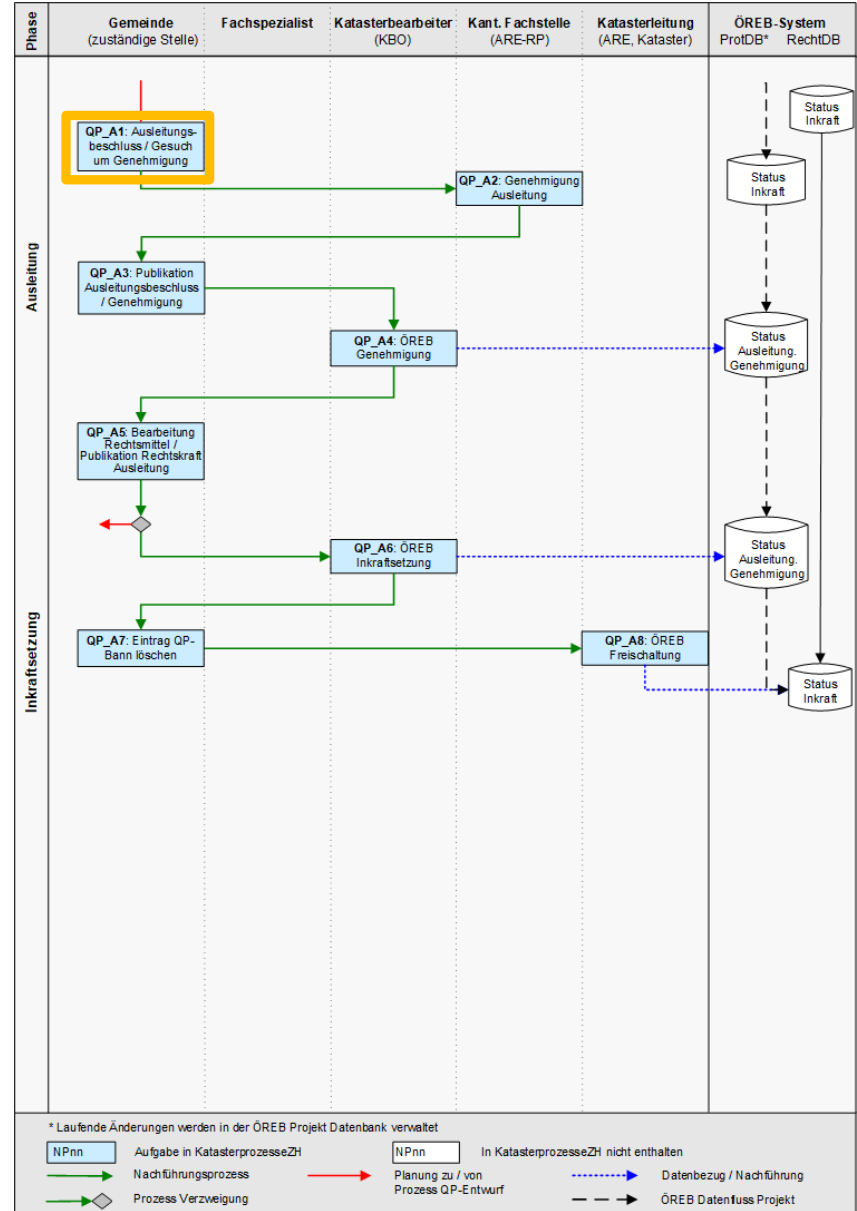 Phase
Gemeinde
(zuständige Stelle)
Fachspezialist
Katasterbearbeiter
(KBO)
Kant. Fachstelle
(ARE-RP)
Katasterleitung
(ARE, Kataster)
ÖREB-System
ProtDB* RechtDB
Ausleitung
QP_A1: Ausleitungs-
beschluss / Gesuch
um Genehmigung
Status
Inkraft
QP_A2: Genehmigung
Ausleitung
Status
Inkraft
QP_A3: Publikation
Ausleitungsbeschluss
/ Genehmigung
QP_A4: ÖREB
Genehmigung
Status
Ausleitung.
Genehmigung
QP_A5: Bearbeitung
Rechtsmittel /
Publikation Rechtskraft
Ausleitung
Inkraftsetzung
QP_A6: ÖREB
Inkraftsetzung
Status
Ausleitung.
Genehmigung
QP_A7: Eintrag QP-
Bann löschen
QP_A8: ÖREB
Freischaltung
Status
Inkraft
* Laufende Änderungen werden in der ÖREB Projekt Datenbank verwaltet
NPnn Aufgabe in KatasterprozesseZH
NPnn In KatasterprozesseZH nicht enthalten
Nachführungsprozess
Planung zu / von
Prozess QP-Entwurf
Datenbezug / Nachführung
Prozess Verzweigung
ÖREB Datenfluss Projekt